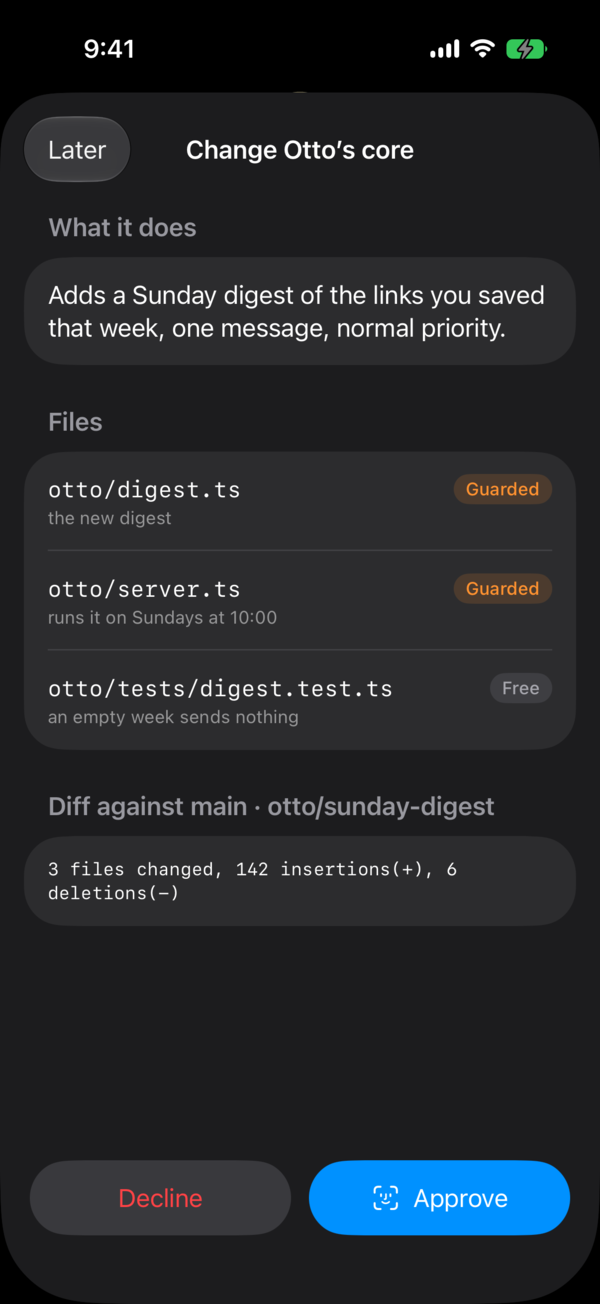 9:41
Later
Change Otto’s core
What it does
Adds a Sunday digest of the links you saved
that week, one message, normal priority.
Files
otto/digest.ts
Guarded
the new digest
otto/server.ts
Guarded
runs it on Sundays at 10:00
otto/tests/digest.test.ts
Free
an empty week sends nothing
Diff against main · otto/sunday-digest
3 files changed, 142 insertions(+), 6
deletions(−)
Decline
Approve